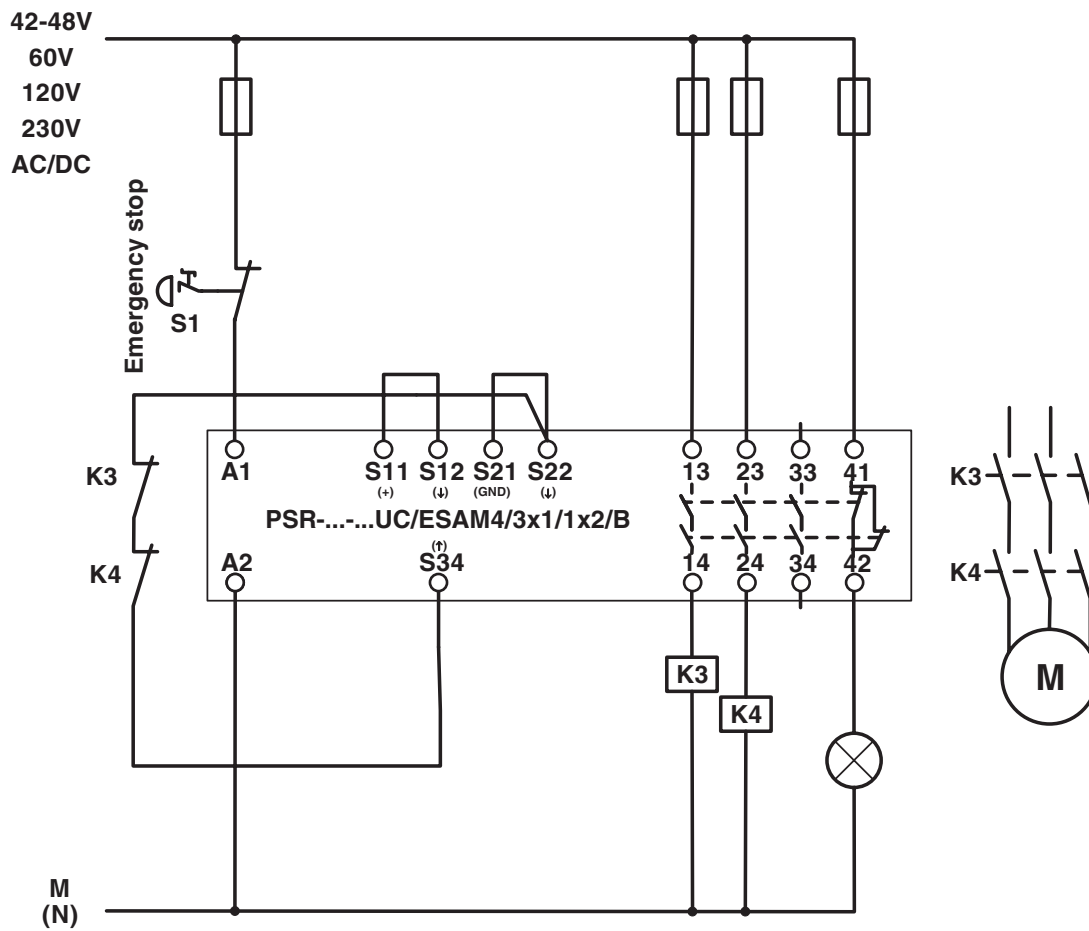 42-48V
60V
120V
230V
AC/DC
Emergency stop
S1
K3
K4
A1
S11
S12
S21
S22
13
23
33
41
(+)
(↓)
(GND)
(↓)
PSR-...-...UC/ESAM4/3x1/1x2/B
(↑)
A2
S34
14
24
34
42
K3
K4
K3
K4
M
M
(N)